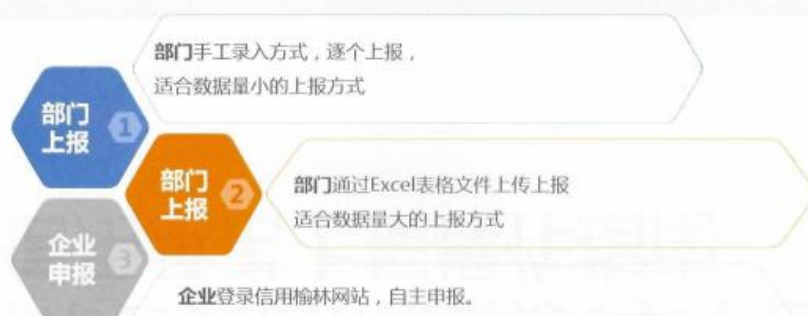 部门手工录入方式，逐个上报，
适合数据量小的上报方式
部门
上报
1
部门
上报
2
部门通过Excel表格文件上传上报
适合数据量大的上报方式
企业
申报
3
企业登录信用榆林网站，自主申报。